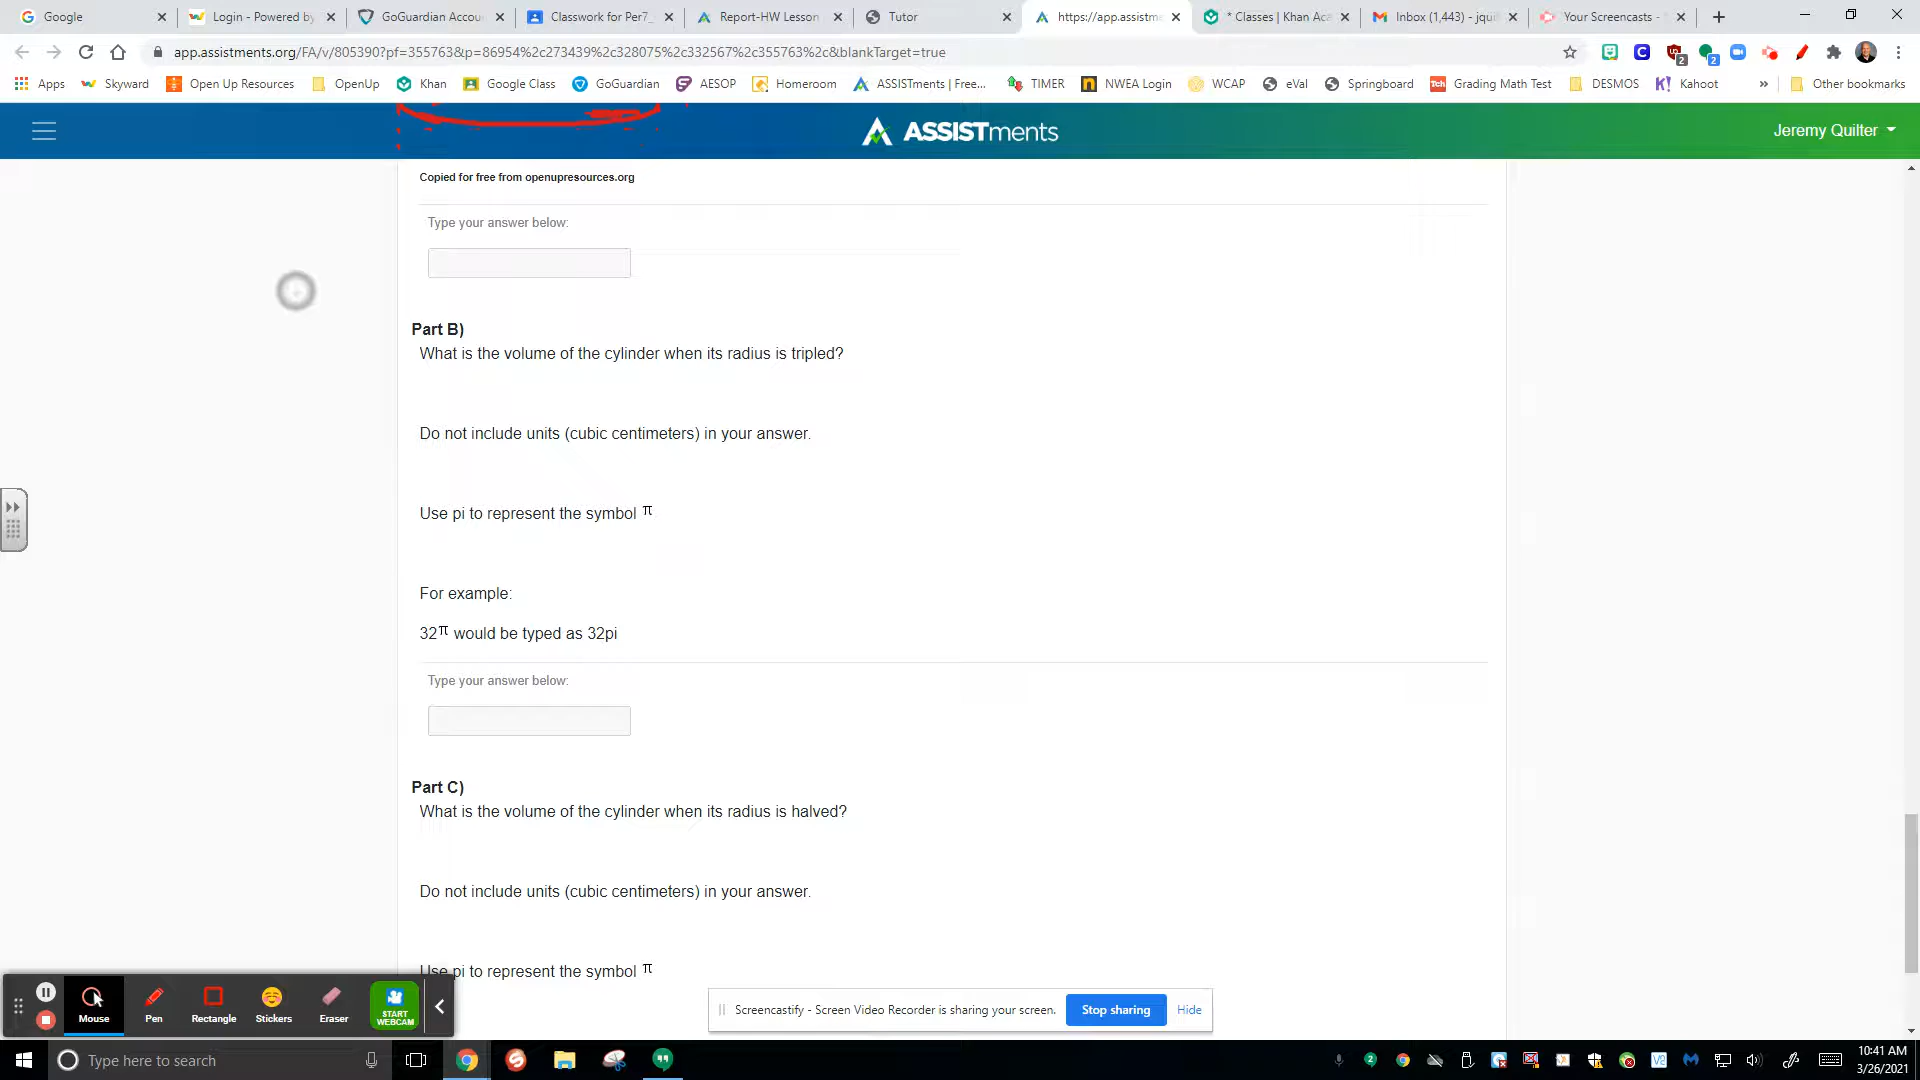 Google
Login - Powered by
GoGuardian Accou
Classwork for Per7_
Report-HW Lesson
Tutor
https://app.assistme
* Classes | Khan Aca
Inbox (1,443) - jqui
Your Screencasts -
app.assistments.org/FA/v/805390?pf=355763&p=86954%2c273439%2c328075%2c332567%2c355763%2c&blankTarget=true
2
2
Apps
Skyward
Open Up Resources
OpenUp
Khan
Google Class
GoGuardian
AESOP
Homeroom
ASSISTments | Free...
TIMER
NWEA Login
WCAP
eVal
Springboard
Tch
Grading Math Test
DESMOS
K!
Kahoot
»
Other bookmarks
ASSISTments
Jeremy Quilter
Copied for free from openupresources.org
Type your answer below:
Part B)
What is the volume of the cylinder when its radius is tripled?
Do not include units (cubic centimeters) in your answer.
Use pi to represent the symbol π
For example:
32π would be typed as 32pi
Type your answer below:
Part C)
What is the volume of the cylinder when its radius is halved?
Do not include units (cubic centimeters) in your answer.
Use pi to represent the symbol π
Mouse
Pen
Rectangle
Stickers
Eraser
START WEBCAM
Screencastify - Screen Video Recorder is sharing your screen.
Stop sharing
Hide
Type here to search
10:41 AM
3/26/2021